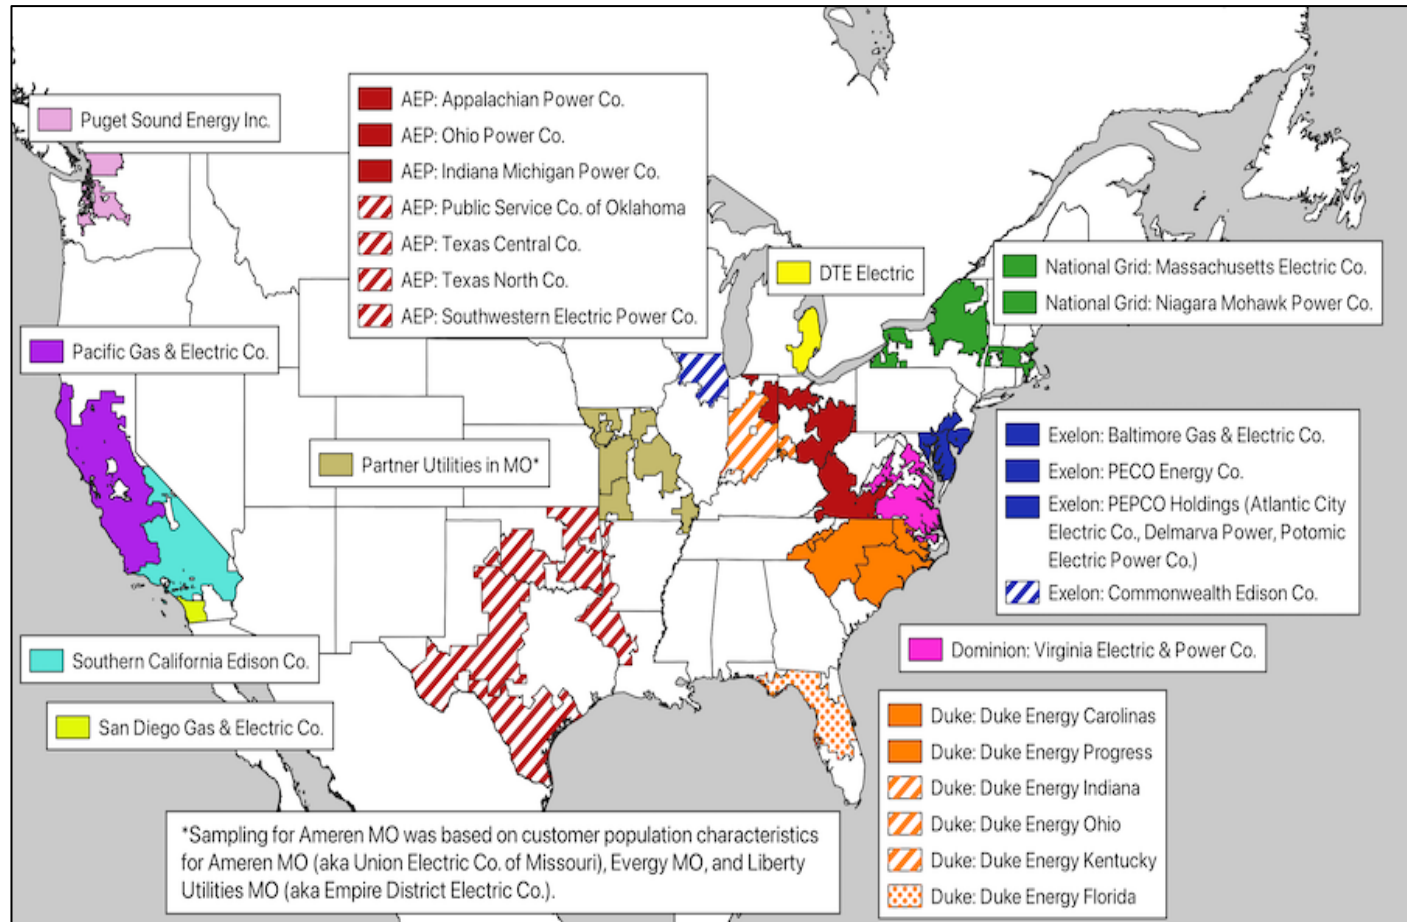 Puget Sound Energy Inc.
AEP: Appalachian Power Co.
AEP: Ohio Power Co.
AEP: Indiana Michigan Power Co.
AEP: Public Service Co. of Oklahoma
AEP: Texas Central Co.
AEP: Texas North Co.
AEP: Southwestern Electric Power Co.
DTE Electric
National Grid: Massachusetts Electric Co.
National Grid: Niagara Mohawk Power Co.
Pacific Gas & Electric Co.
Partner Utilities in MO*
Exelon: Baltimore Gas & Electric Co.
Exelon: PECO Energy Co.
Exelon: PEPCO Holdings (Atlantic City
Electric Co., Delmarva Power, Potomic
Electric Power Co.)
Exelon: Commonwealth Edison Co.
Southern California Edison Co.
Dominion: Virginia Electric & Power Co.
San Diego Gas & Electric Co.
Duke: Duke Energy Carolinas
Duke: Duke Energy Progress
Duke: Duke Energy Indiana
Duke: Duke Energy Ohio
Duke: Duke Energy Kentucky
Duke: Duke Energy Florida
*Sampling for Ameren MO was based on customer population characteristics
for Ameren MO (aka Union Electric Co. of Missouri), Evergy MO, and Liberty
Utilities MO (aka Empire District Electric Co.).